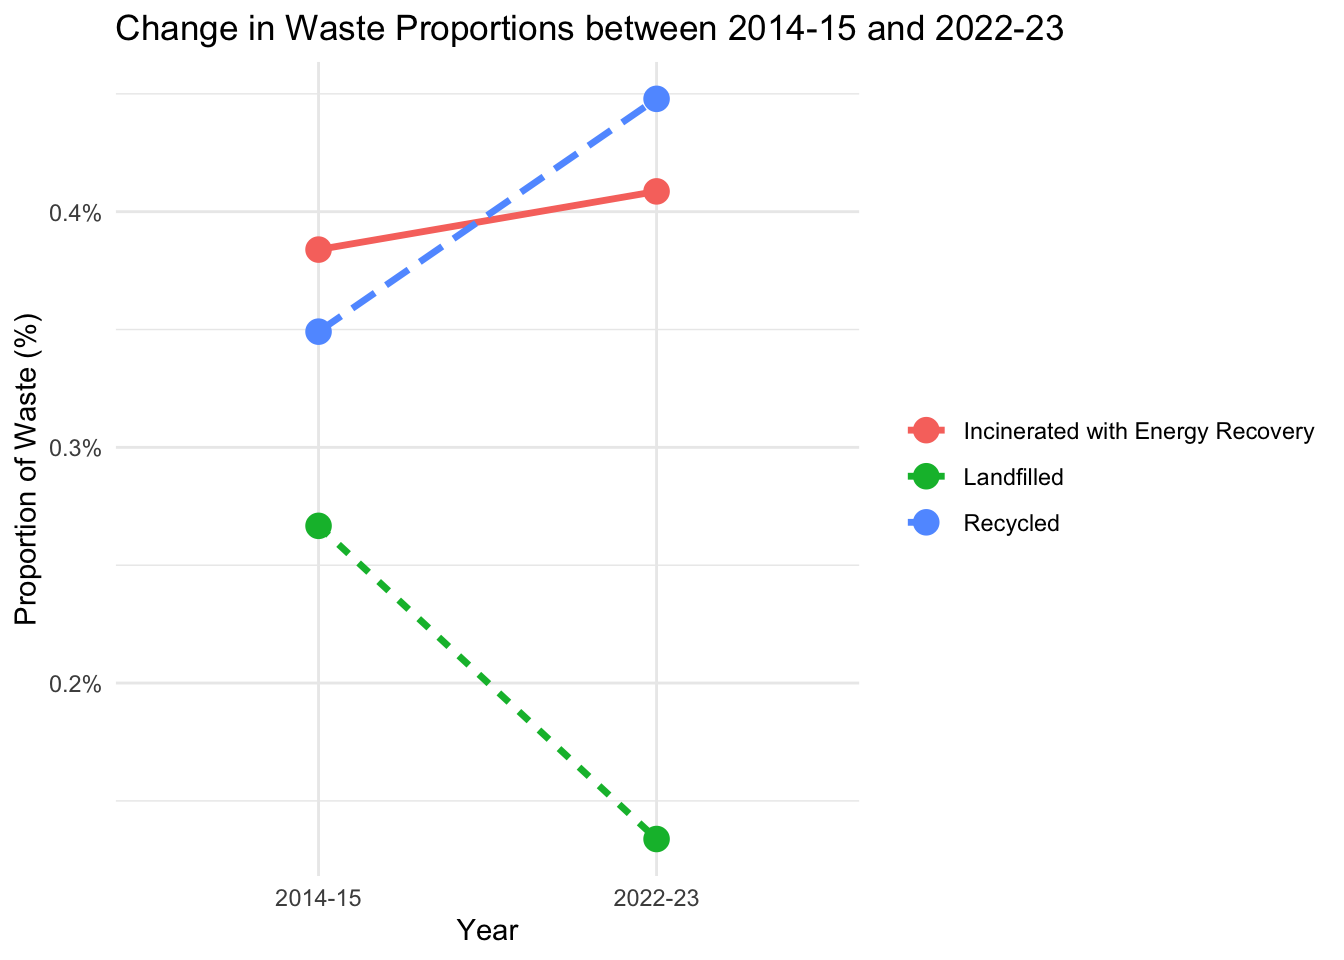 Change in Waste Proportions between 2014-15 and 2022-23
Proportion of Waste (%)
0.4%
0.3%
0.2%
2014-15
2022-23
Year
Incinerated with Energy Recovery
Landfilled
Recycled